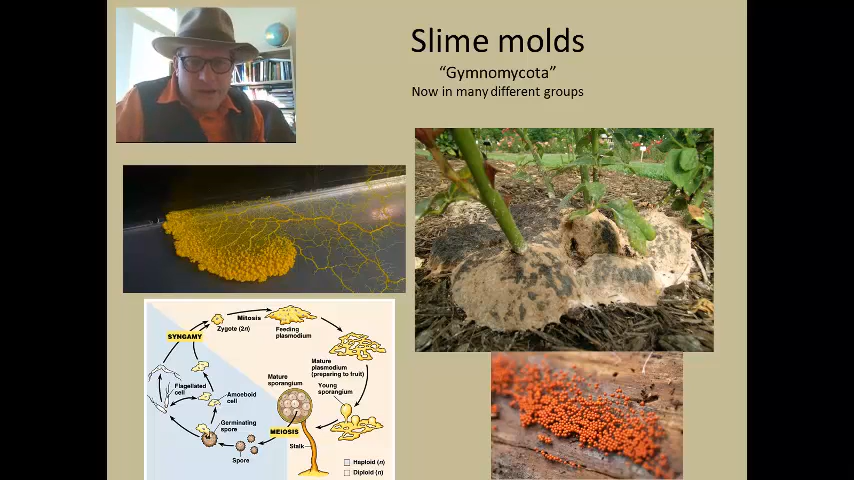 Slime molds
“Gymnomycota”
Now in many different groups
Mitosis
Zygote (2n)
Feeding
plasmodium
SYNGAMY
Mature
plasmodium
(preparing to fruit)
Mature
sporangium
Young
sporangium
Flagellated
cell
Amoeboid
cell
Germinating
spore
MEIOSIS
Stalk
Spore
Haploid (n)
Diploid (n)